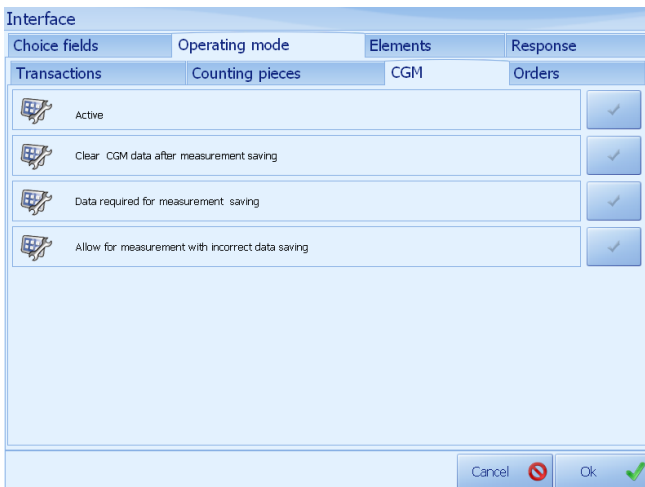 Interface
Choice fields Operating mode Elements Response
Transactions Counting pieces CGM Orders
Active
Clear CGM data after measurement saving
Data required for measurement saving
Allow for measurement with incorrect data saving
Cancel Ok